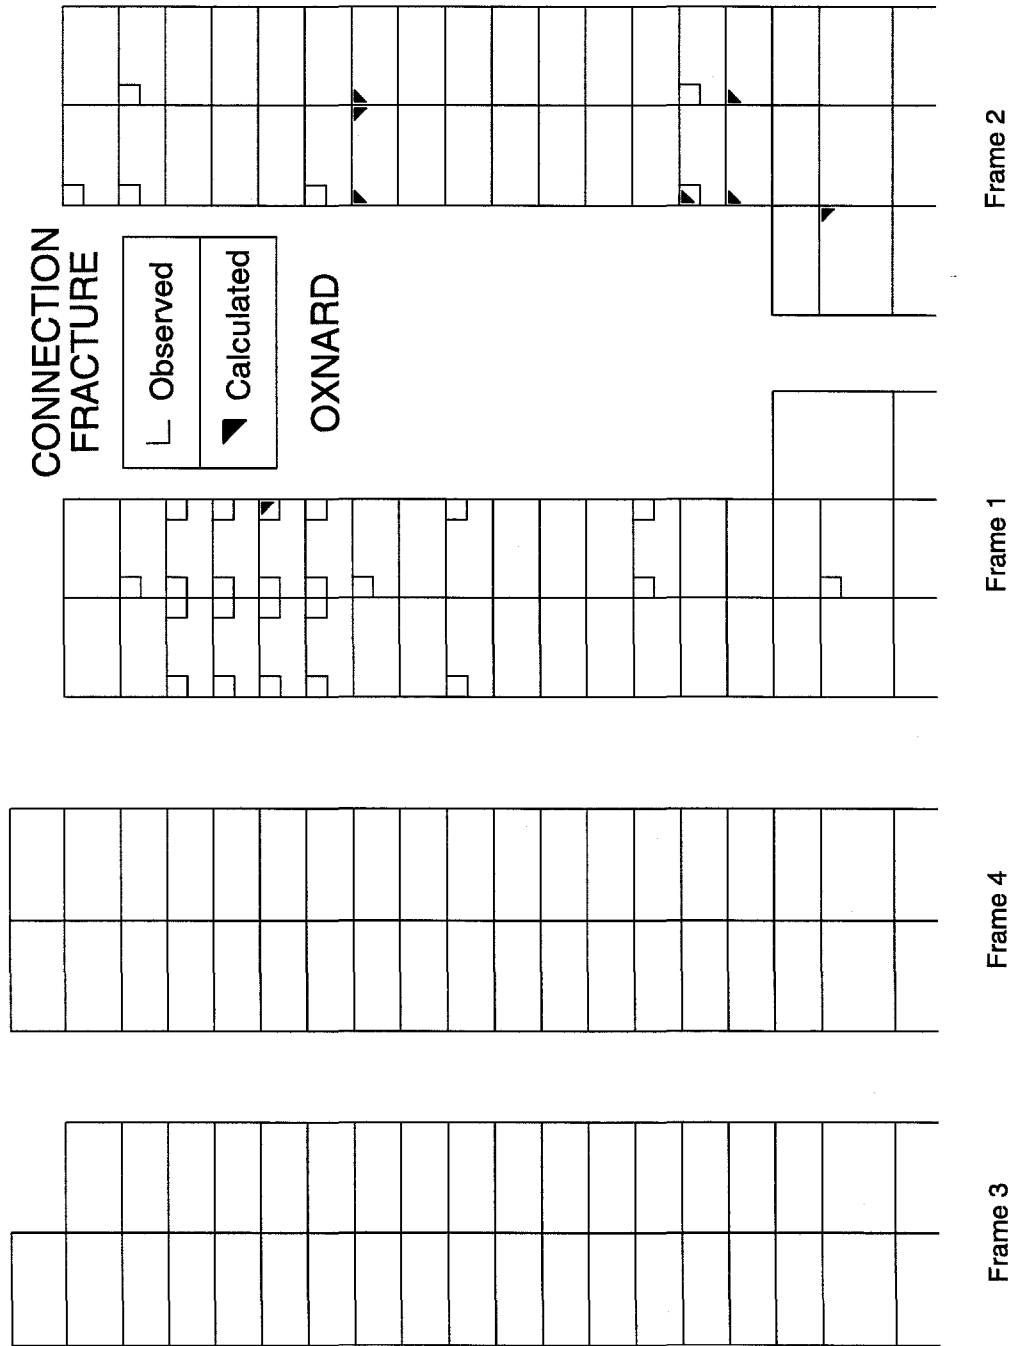 CONNECTION
FRACTURE
Observed
Calculated
OXNARD
Frame 3
Frame 4
Frame 1
Frame 2